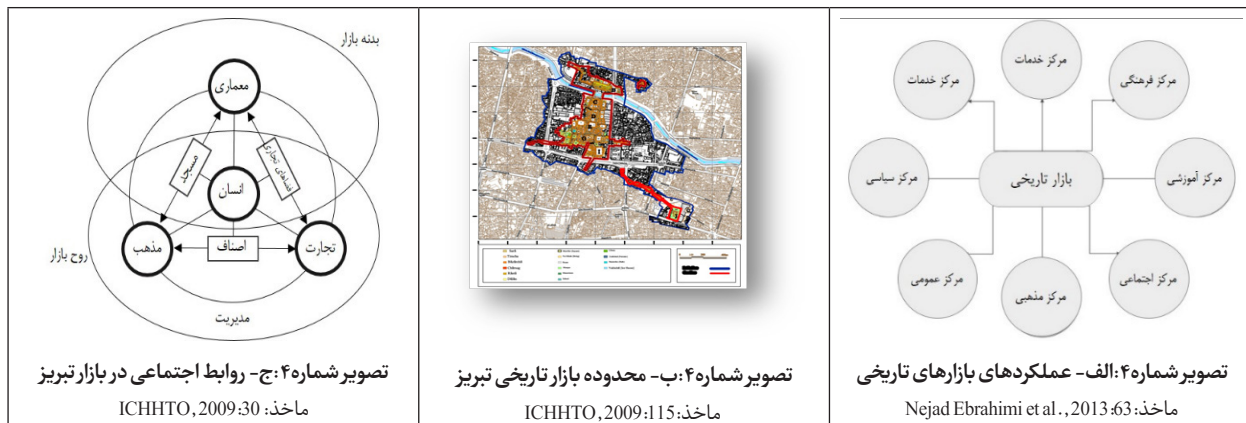 مرکز خدمات
مرکز خدمات
مرکز فرهنگی
مرکز سیاسی
بازار تاریخی
مرکز آموزشی
مرکز عمومی
مرکز مذهبی
مرکز اجتماعی
تصویر شماره۴:الف- عملکردهای بازارهای تاریخی
ماخذ:Nejad Ebrahimi et al., 2013:63
تصویر شماره۴:ب- محدوده بازار تاریخی تبریز
ماخذ:ICHHTO, 2009:115
بدنه بازار
معماری
مسجد
فضاهای تجاری
انسان
مذهب
اصناف
تجارت
روح بازار
مدیریت
تصویر شماره۴:ج- روابط اجتماعی در بازار تبریز
ماخذ: ICHHTO, 2009:30